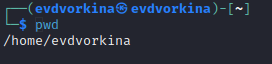 ┌──(evdvorkina㉿evdvorkina)-[~]
└─$ pwd
/home/evdvorkina